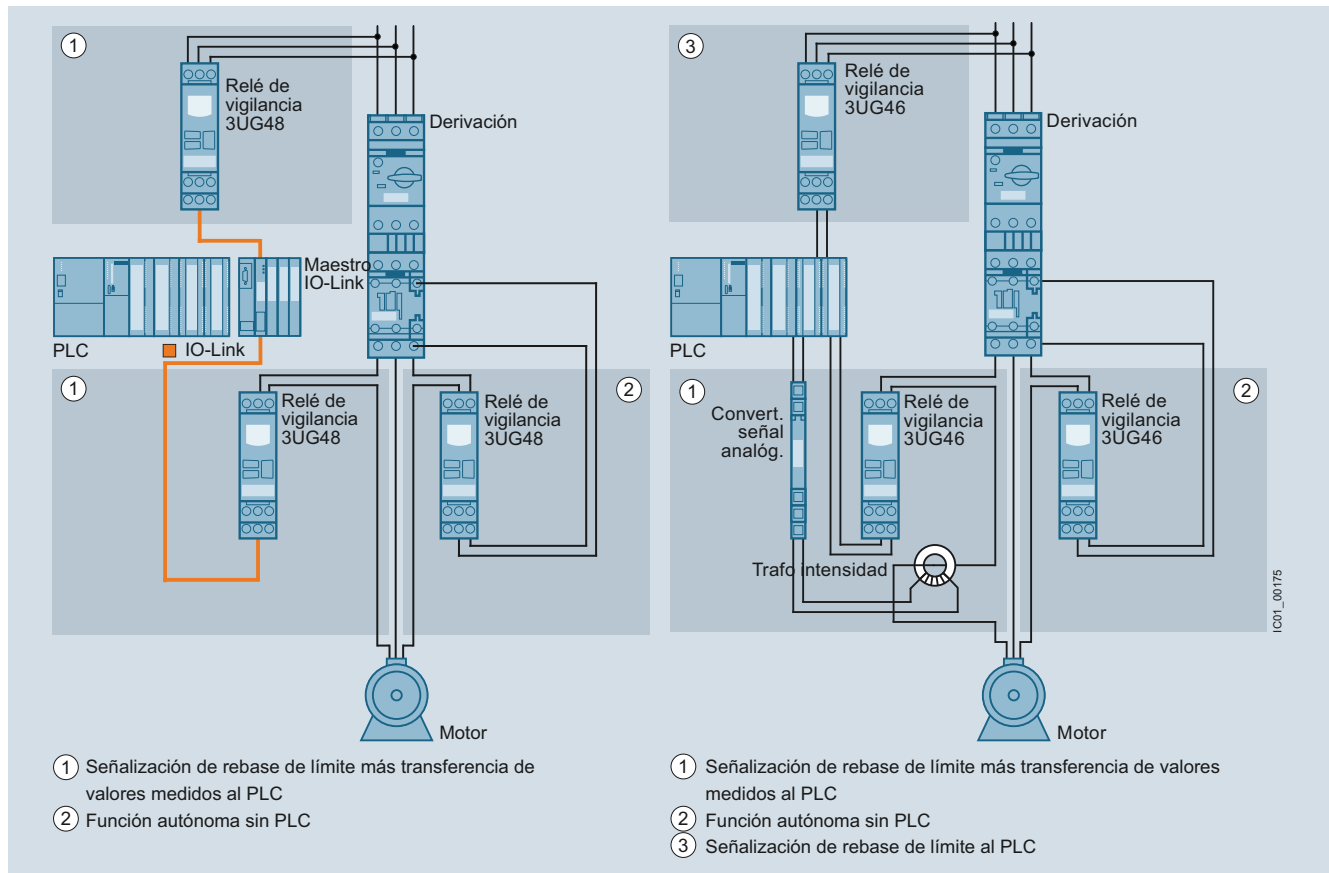 1
Relé de
vigilancia
3UG48
Derivación
Maestro
IO-Link
PLC
IO-Link
1
Relé de
vigilancia
3UG48
Relé de
vigilancia
3UG48
2
Motor
1 Señalización de rebase de límite más transferencia de
valores medidos al PLC
2 Función autónoma sin PLC
3
Relé de
vigilancia
3UG46
Derivación
PLC
1
Convert.
señal
analóg.
Relé de
vigilancia
3UG46
Relé de
vigilancia
3UG46
2
Trafo intensidad
Motor
1 Señalización de rebase de límite más transferencia de valores
medidos al PLC
2 Función autónoma sin PLC
3 Señalización de rebase de límite al PLC
IC01_00175